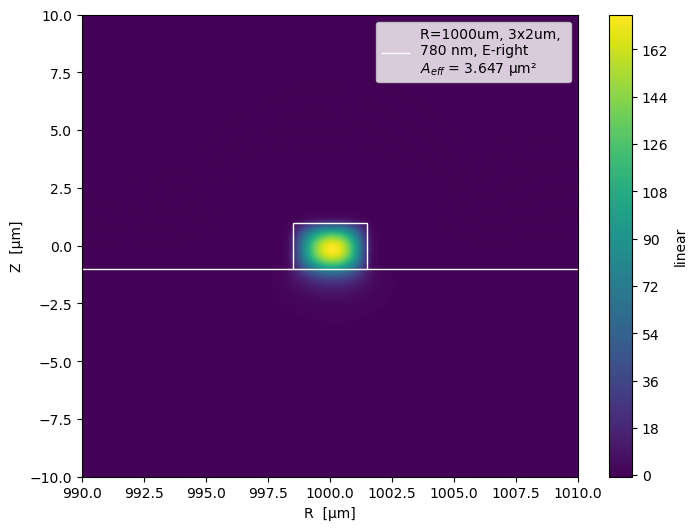 10.0
7.5
5.0
2.5
0.0
−2.5
−5.0
−7.5
−10.0
Z [µm]
990.0 992.5 995.0 997.5 1000.0 1002.5 1005.0 1007.5 1010.0
R [µm]
R=1000um, 3x2um,
780 nm, E-right
A_eff = 3.647 µm²
162
144
126
108
90
72
54
36
18
0
linear